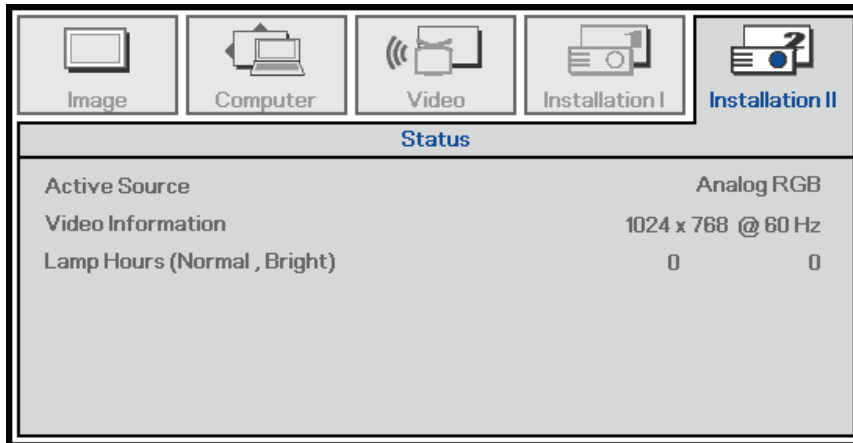 Image Computer Video Installation I Installation II
Status
Active Source Analog RGB
Video Information 1024 x 768 @ 60 Hz
Lamp Hours (Normal , Bright) 0 0
2